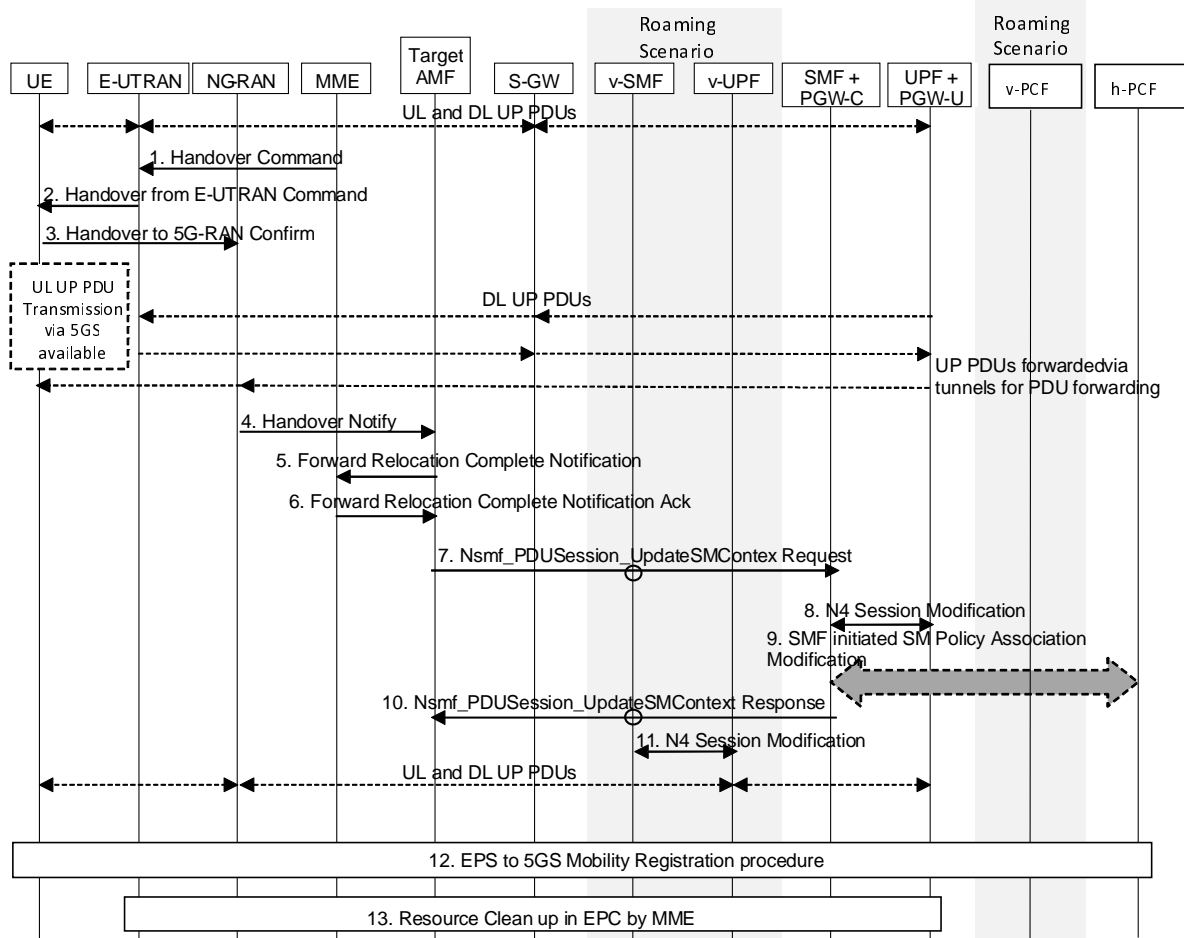 Roaming
Scenario
Roaming
Scenario
UE
E-UTRAN
NG-RAN
MME
Target
AMF
S-GW
v-SMF
v-UPF
SMF +
PGW-C
UPF +
PGW-U
v-PCF
h-PCF
UL and DL UP PDUs
1. Handover Command
2. Handover from E-UTRAN Command
3. Handover to 5G-RAN Confirm
UL UP PDU
Transmission
via 5GS
available
DL UP PDUs
UP PDUs forwardedvia
tunnels for PDU forwarding
4. Handover Notify
5. Forward Relocation Complete Notification
6. Forward Relocation Complete Notification Ack
7. Nsmf_PDUSession_UpdateSMContex Request
8. N4 Session Modification
9. SMF initiated SM Policy Association
Modification
10. Nsmf_PDUSession_UpdateSMContext Response
11. N4 Session Modification
UL and DL UP PDUs
12. EPS to 5GS Mobility Registration procedure
13. Resource Clean up in EPC by MME